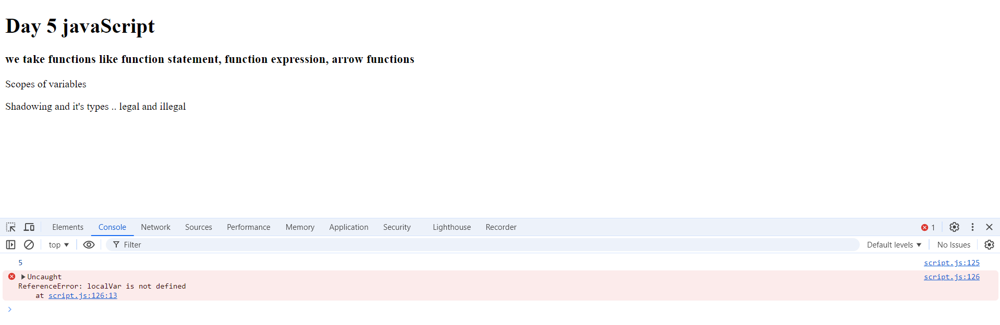 Day 5 javaScript
we take functions like function statement, function expression, arrow functions
Scopes of variables
Shadowing and it's types .. legal and illegal
Elements Console Network Sources Performance Memory Application Security Lighthouse Recorder 1
top Filter Default levels No Issues
5 script.js:125
Uncaught script.js:126
ReferenceError: localVar is not defined
at script.js:126:13